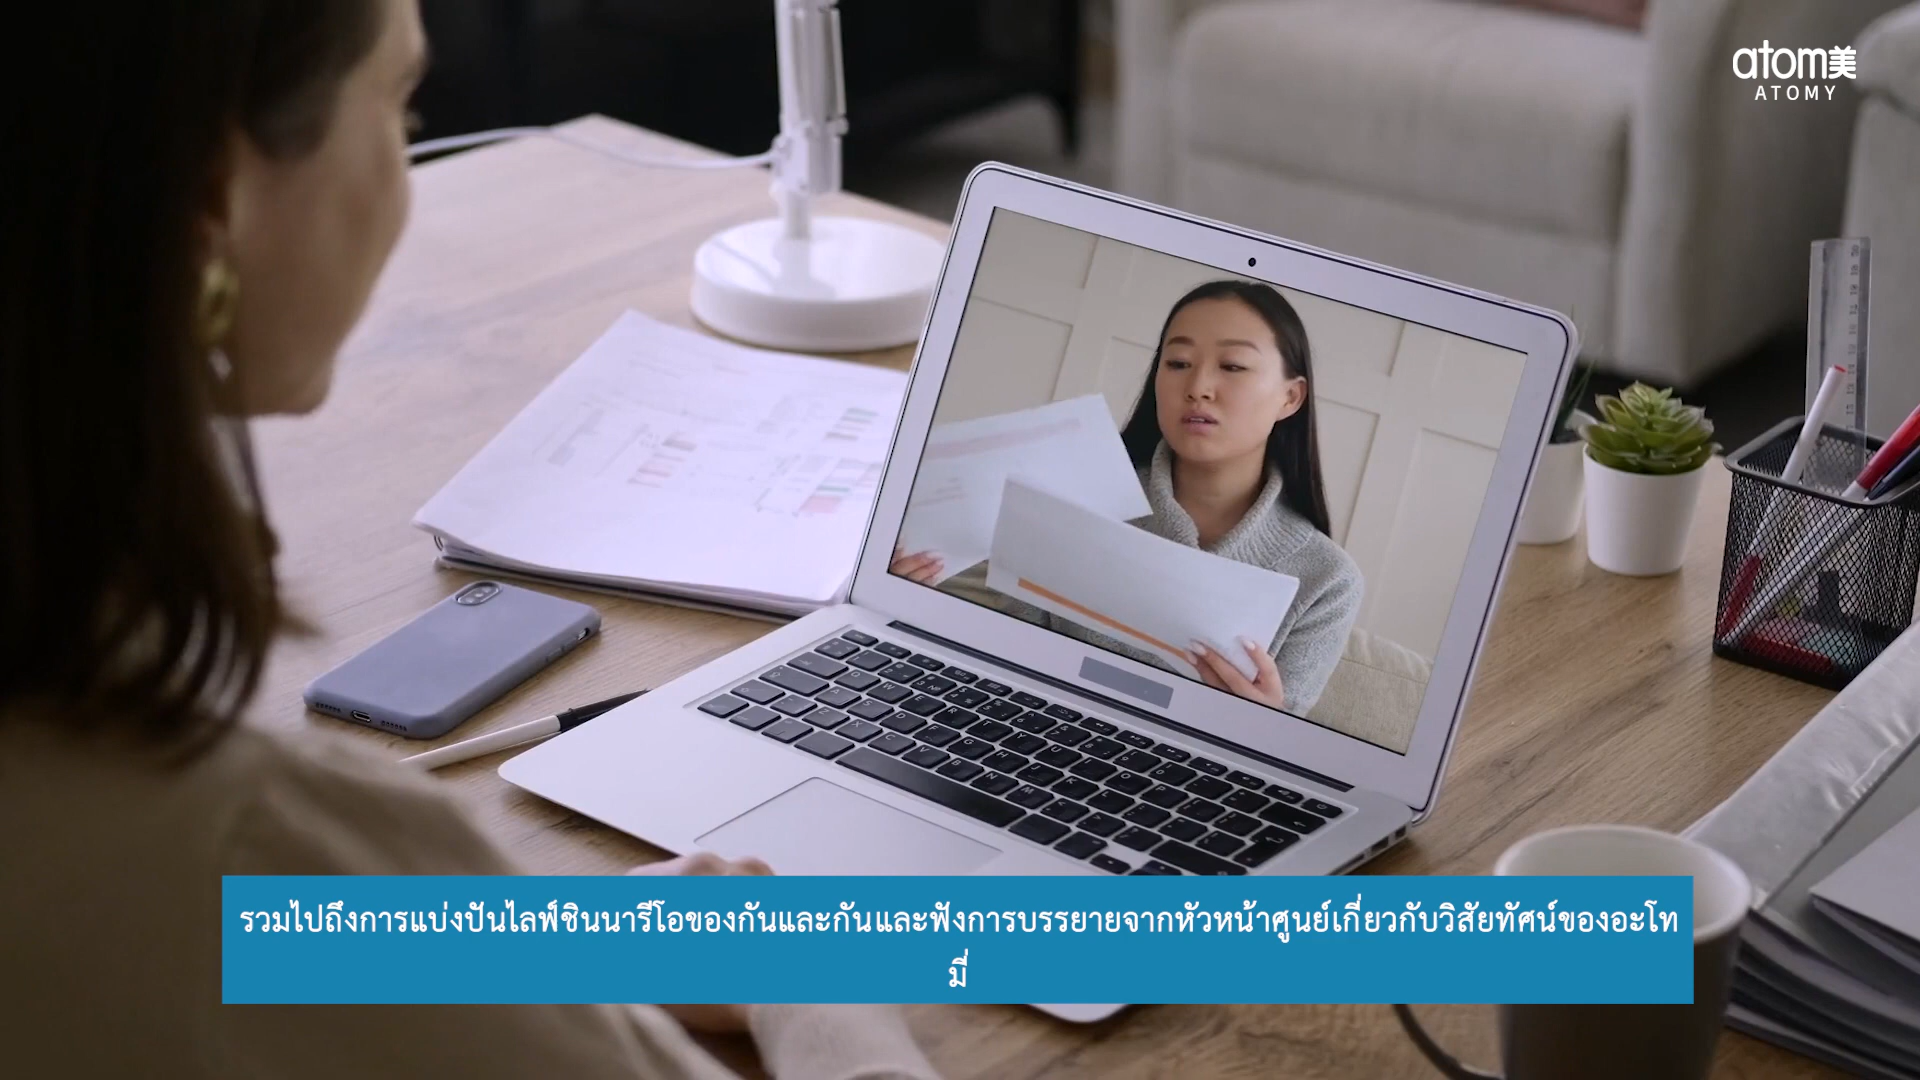 atom美
ATOMY
รวมไปถึงการแบ่งปันไลฟ์ซินนารีโอของกันและกันและฟังการบรรยายจากหัวหน้าศูนย์เกี่ยวกับวิสัยทัศน์ของอะโท
มี่